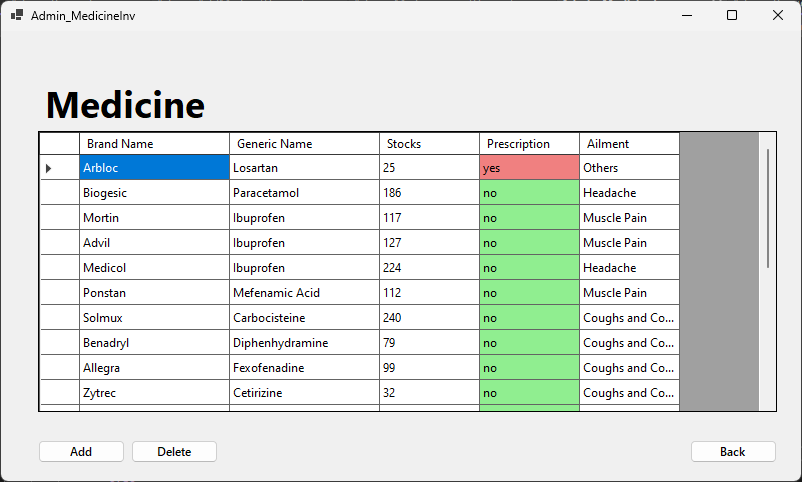 Admin_MedicineInv
Medicine
Brand Name Generic Name Stocks Prescription Ailment
Arbloc Losartan 25 yes Others
Biogesic Paracetamol 186 no Headache
Mortin Ibuprofen 117 no Muscle Pain
Advil Ibuprofen 127 no Muscle Pain
Medicol Ibuprofen 224 no Headache
Ponstan Mefenamic Acid 112 no Muscle Pain
Solmux Carbocisteine 240 no Coughs and Co...
Benadryl Diphenhydramine 79 no Coughs and Co...
Allegra Fexofenadine 99 no Coughs and Co...
Zytrec Cetirizine 32 no Coughs and Co...
Add Delete Back